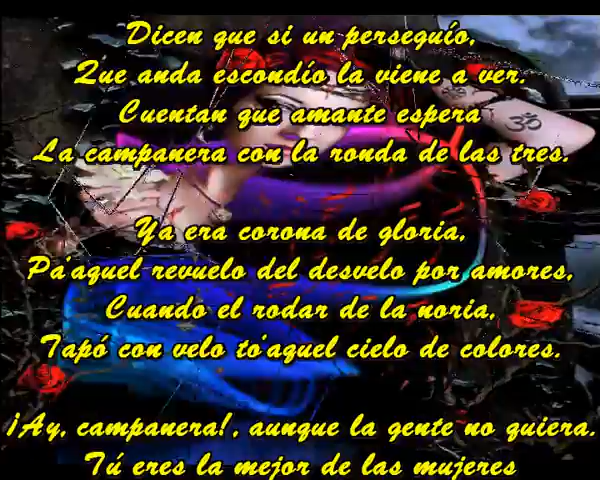 Dicen que si un perseguío,
Que anda escondío la viene a ver.
Cuentan que amante espera
La campanera con la ronda de las tres.
Ya era corona de gloria,
Pa'aquel revuelo del desvelo por amores,
Cuando el rodar de la noria,
Tapó con velo to'aquel cielo de colores.
¡Ay, campanera!, aunque la gente no quiera.
Tú eres la mejor de las mujeres